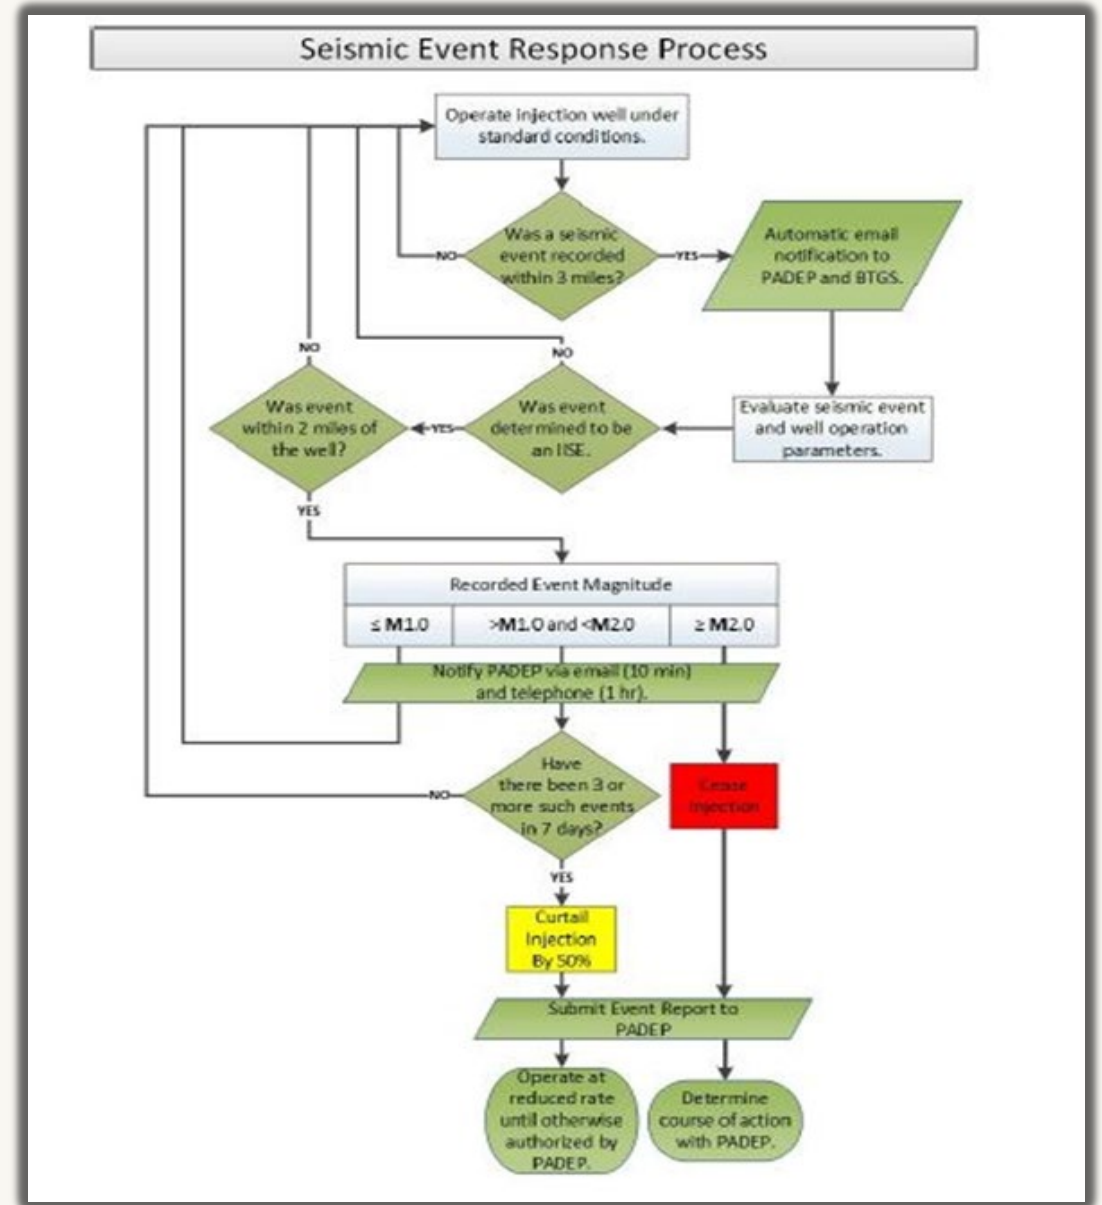 Seismic Event Response Process
Operate injection well under
standard conditions.
Was a seismic
event recorded
within 3 miles?
NO
YES
Automatic email
notification to
PADEP and BTGS.
Evaluate seismic event
and well operation
parameters.
NO
Was event
determined to be
an IISE.
YES
NO
Was event
within 2 miles of
the well?
YES
Recorded Event Magnitude
≤ M1.0
>M1.0 and <M2.0
≥ M2.0
Notify PADEP via email (10 min)
and telephone (1 hr).
Have
there been 3 or
more such events
in 7 days?
NO
YES
Cease
Injection
Curtail
Injection
By 50%
Submit Event Report to
PADEP
Operate at
reduced rate
until otherwise
authorized by
PADEP.
Determine
course of action
with PADEP.